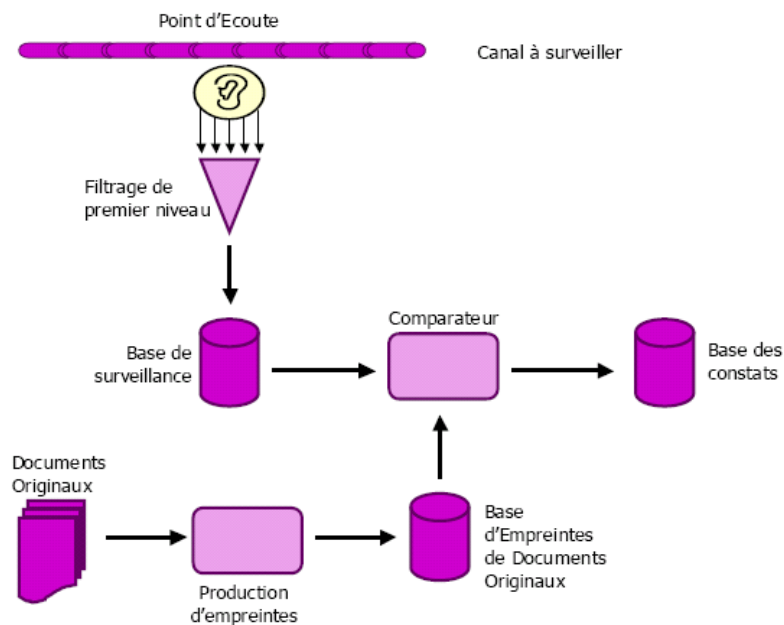 Point d'Ecoute
Canal à surveiller
Filtrage de
premier niveau
Comparateur
Base de
surveillance
Base des
constats
Documents
Originaux
Base
d'Empreintes
de Documents
Originaux
Production
d'empreintes